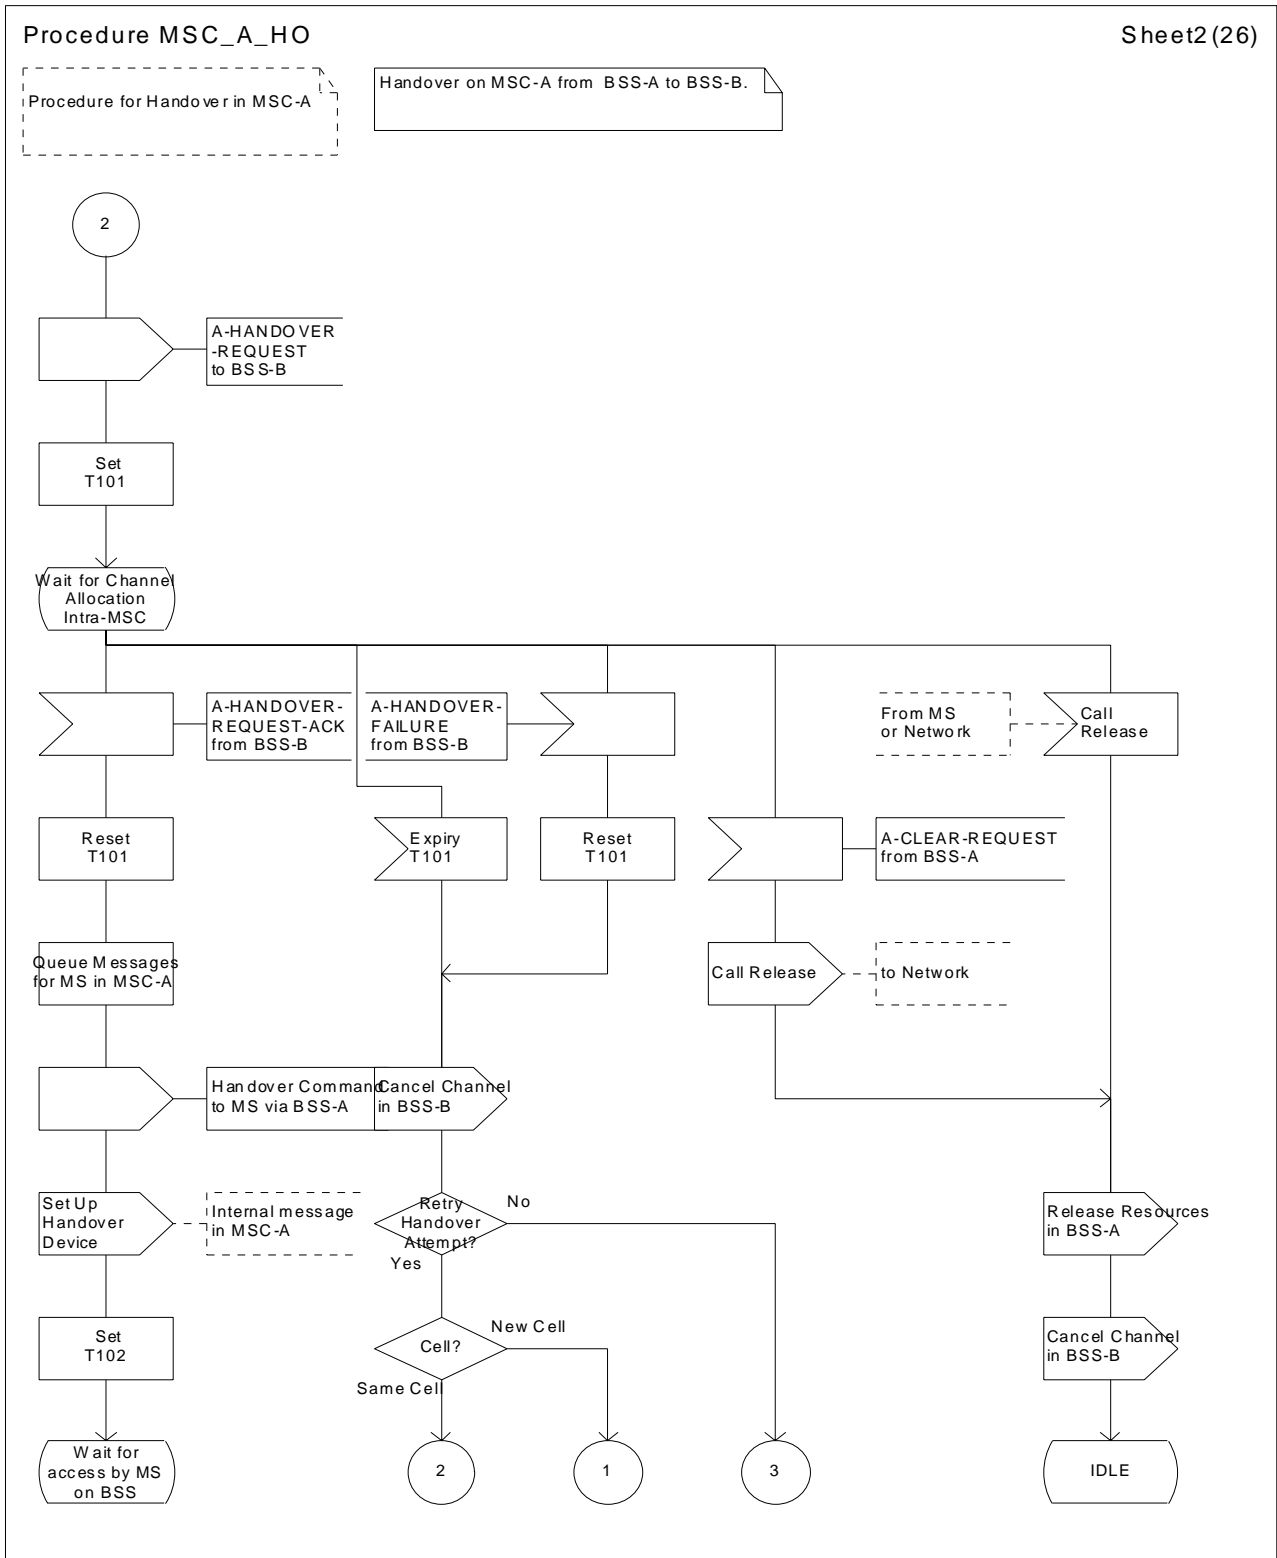 Procedure MSC_A_HO
Sheet2(26)
Procedure for Handover in MSC-A
Handover on MSC-A from BSS-A to BSS-B.
2
A-HANDOVER
-REQUEST
to BSS-B
Set
T101
Wait for Channel
Allocation
Intra-MSC
A-HANDOVER-
REQUEST-ACK
from BSS-B
A-HANDOVER-
FAILURE
from BSS-B
From MS
or Network
Call
Release
Reset
T101
Expiry
T101
Reset
T101
A-CLEAR-REQUEST
from BSS-A
Queue Messages
for MS in MSC-A
Call Release
to Network
Handover Command
to MS via BSS-A
Cancel Channel
in BSS-B
Set Up
Handover
Device
Internal message
in MSC-A
Retry
Handover
Attempt?
No
Yes
Release Resources
in BSS-A
Set
T102
Cell?
New Cell
Same Cell
Cancel Channel
in BSS-B
Wait for
access by MS
on BSS
2
1
3
IDLE